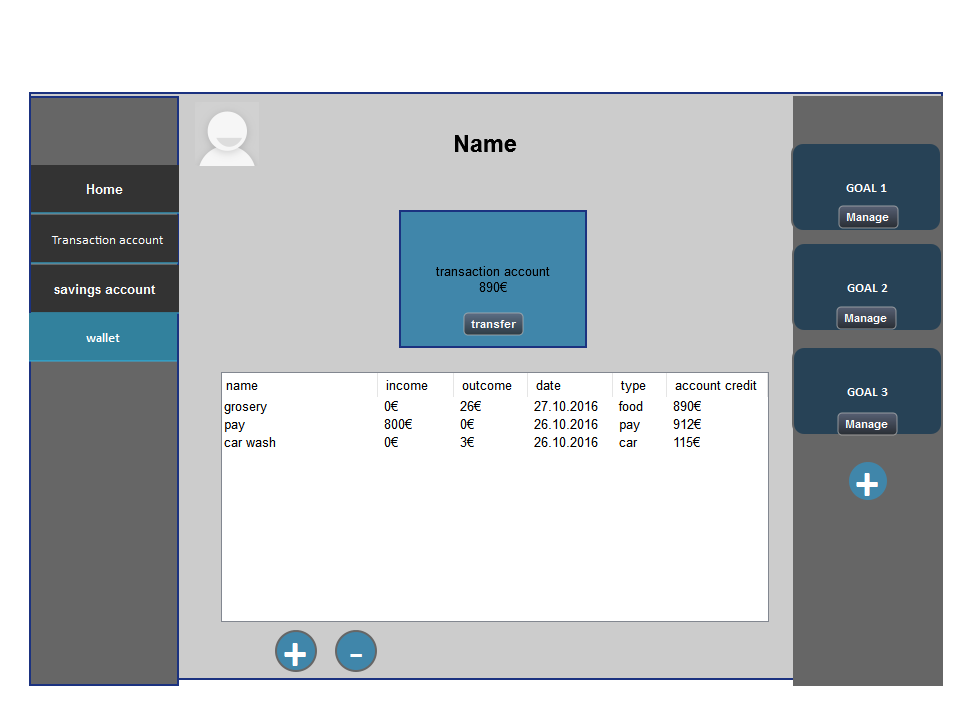 Name
Home
Transaction account
savings account
wallet
transaction account
890€
transfer
name income outcome date type account credit
grosery 0€ 26€ 27.10.2016 food 890€
pay 800€ 0€ 26.10.2016 pay 912€
car wash 0€ 3€ 26.10.2016 car 115€
+ -
GOAL 1
Manage
GOAL 2
Manage
GOAL 3
Manage
+